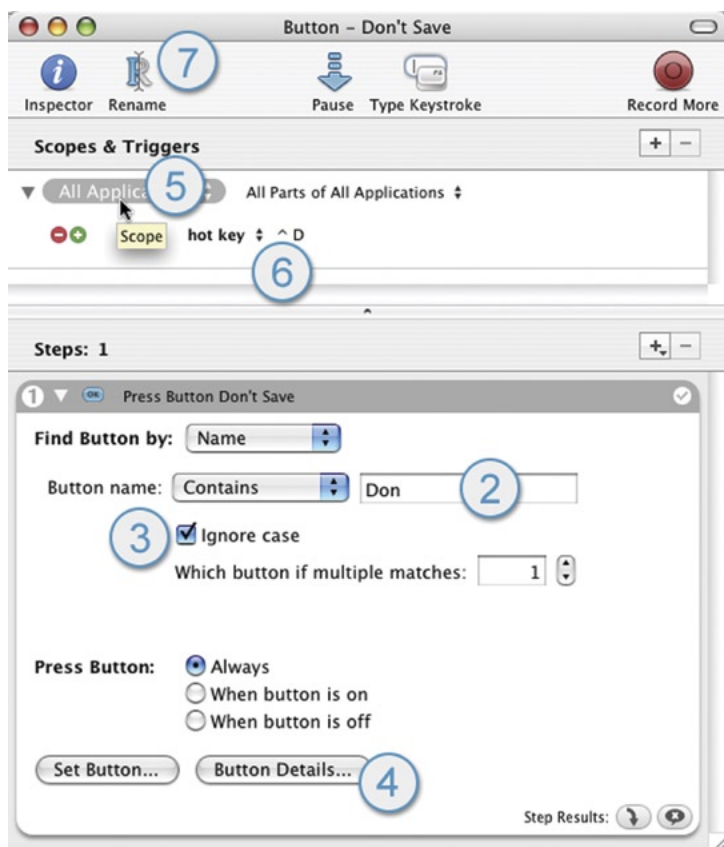 Button – Don't Save
7
Inspector Rename Pause Type Keystroke Record More
Scopes & Triggers
5
All Applica All Parts of All Applications
Scope hot key ^ D
6
Steps: 1
1 OK Press Button Don't Save
Find Button by: Name
Button name: Contains Don 2
3 Ignore case
Which button if multiple matches: 1
Press Button: Always
When button is on
When button is off
Set Button... Button Details... 4
Step Results: